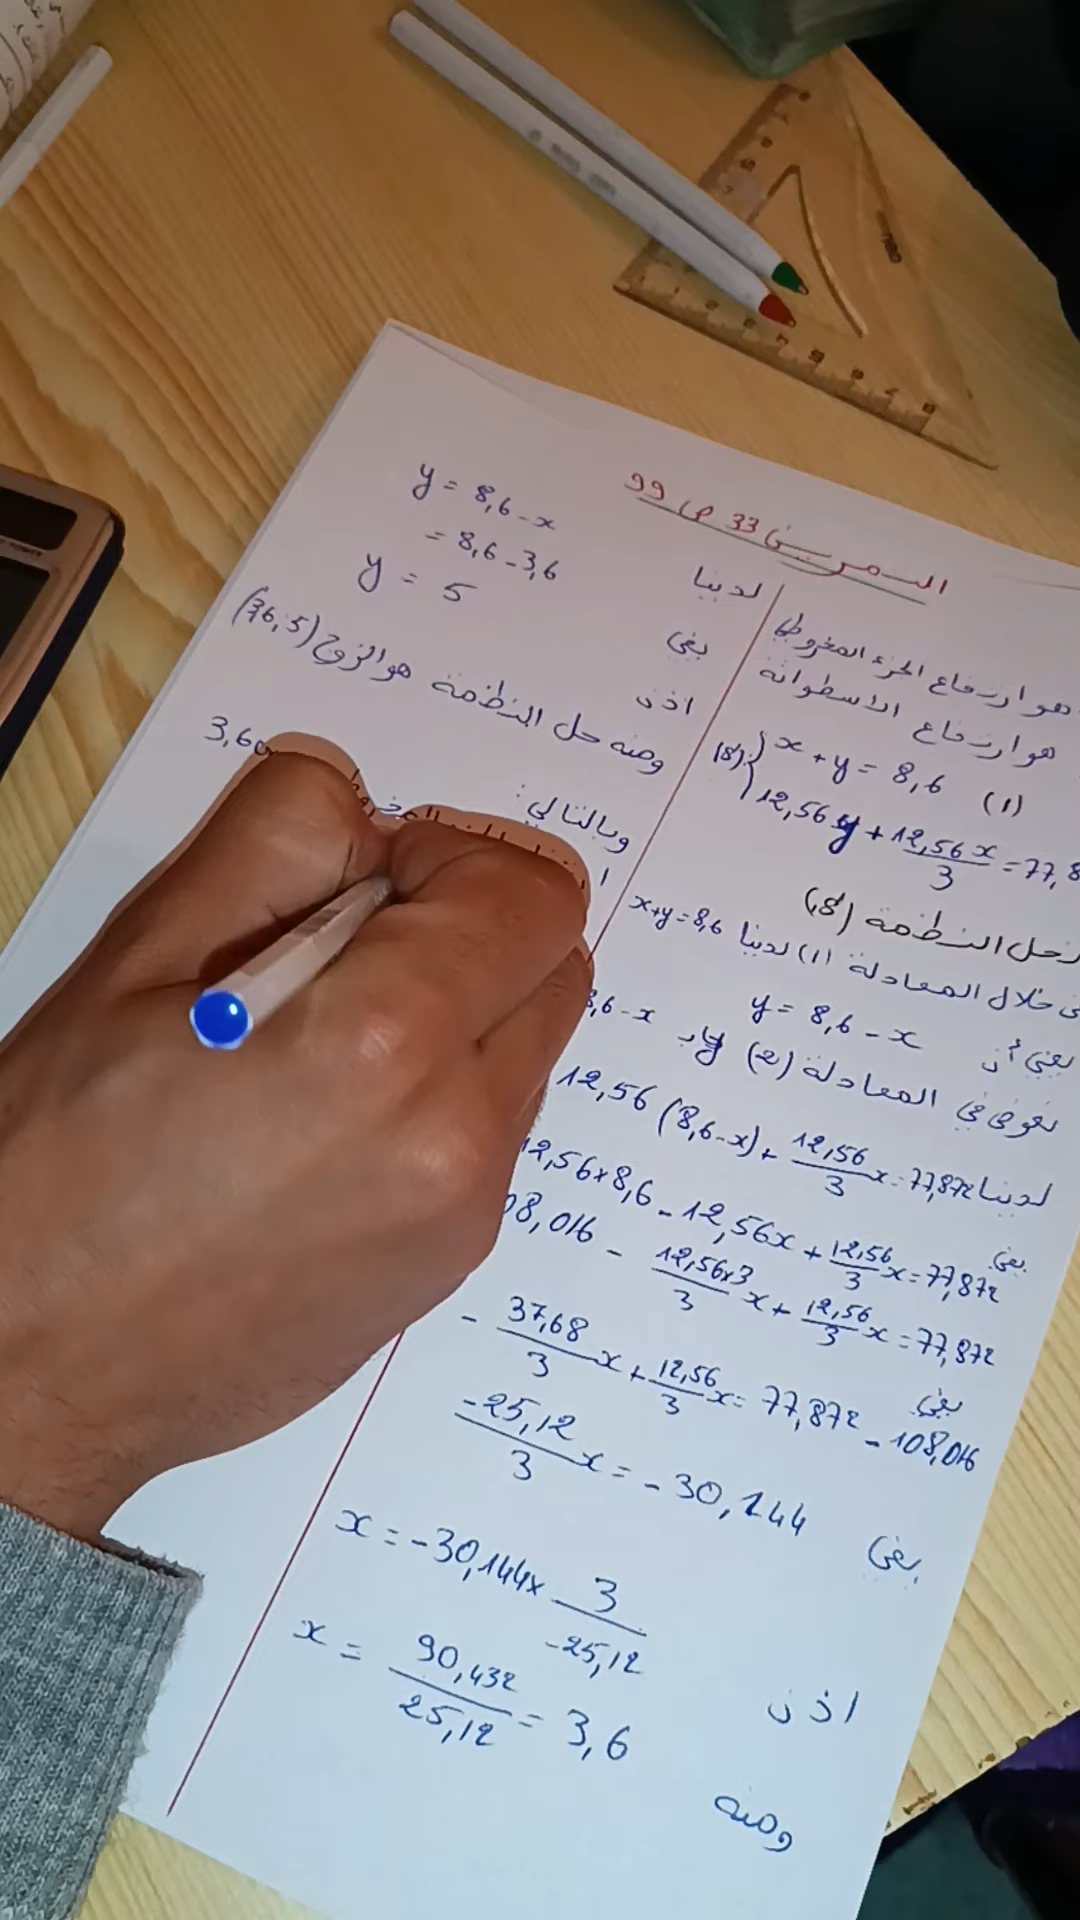 التمرين 33 ص 99
هو ارتفاع الجزء المخروطي
هو ارتفاع الاسطوانة
x + y = 8,6 (1)
12,56y + 12,56x/3 = 77,8
نحل النظمة (S)
خلال المعادلة (1) لدينا x+y=8,6
يعني أن y = 8,6 - x
نعوض في المعادلة (2) y بـ 8,6 - x
لدينا 12,56 (8,6-x) + 12,56/3 x = 77,872
يعني 12,56×8,6 - 12,56x + 12,56/3 x = 77,872
08,016 - 12,56×3/3 x + 12,56/3 x = 77,872
يعني - 37,68/3 x + 12,56/3 x = 77,872 - 108,016
يعني -25,12/3 x = - 30,144
اذن x = -30,144 × 3/-25,12
ومنه x = 90,432/25,12 = 3,6
لدينا y = 8,6 - x
يعني = 8,6 - 3,6
اذن y = 5
ومنه حل النظمة هو الزوج (3,6 ; 5)
وبالتالي :
3,6